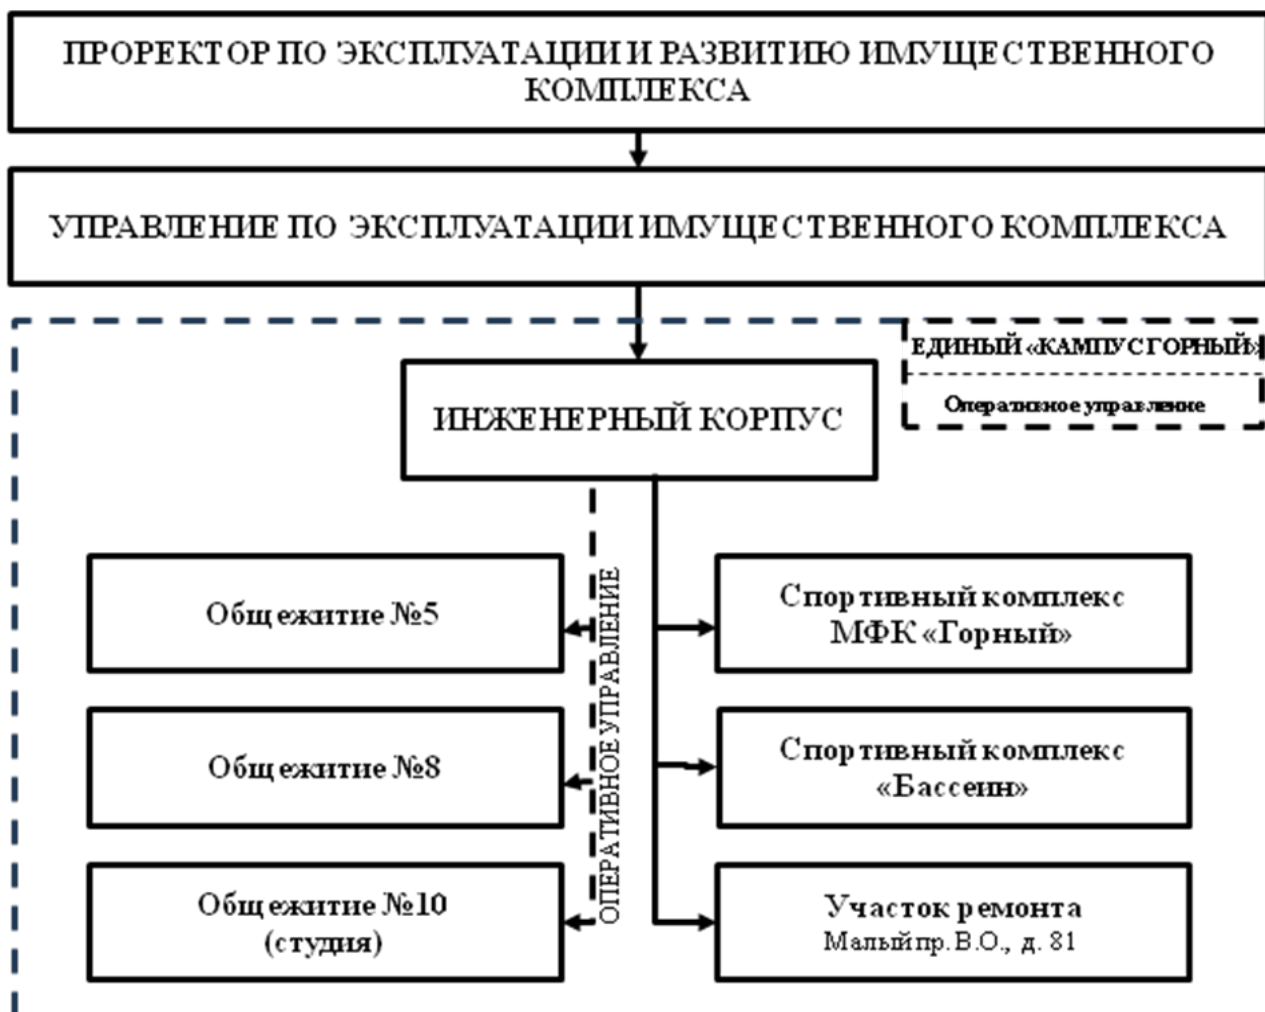 ПРОРЕКТОР ПО ЭКСПЛУАТАЦИИ И РАЗВИТИЮ ИМУЩЕСТВЕННОГО
КОМПЛЕКСА
УПРАВЛЕНИЕ ПО ЭКСПЛУАТАЦИИ ИМУЩЕСТВЕННОГО КОМПЛЕКСА
ЕДИНЫЙ «КАМПУС ГОРНЫЙ»
Оперативное управление
ИНЖЕНЕРНЫЙ КОРПУС
ОПЕРАТИВНОЕ УПРАВЛЕНИЕ
Общежитие №5
Спортивный комплекс
МФК «Горный»
Общежитие №8
Спортивный комплекс
«Бассеин»
Общежитие №10
(студия)
Участок ремонта
Малый пр. В.О., д. 81